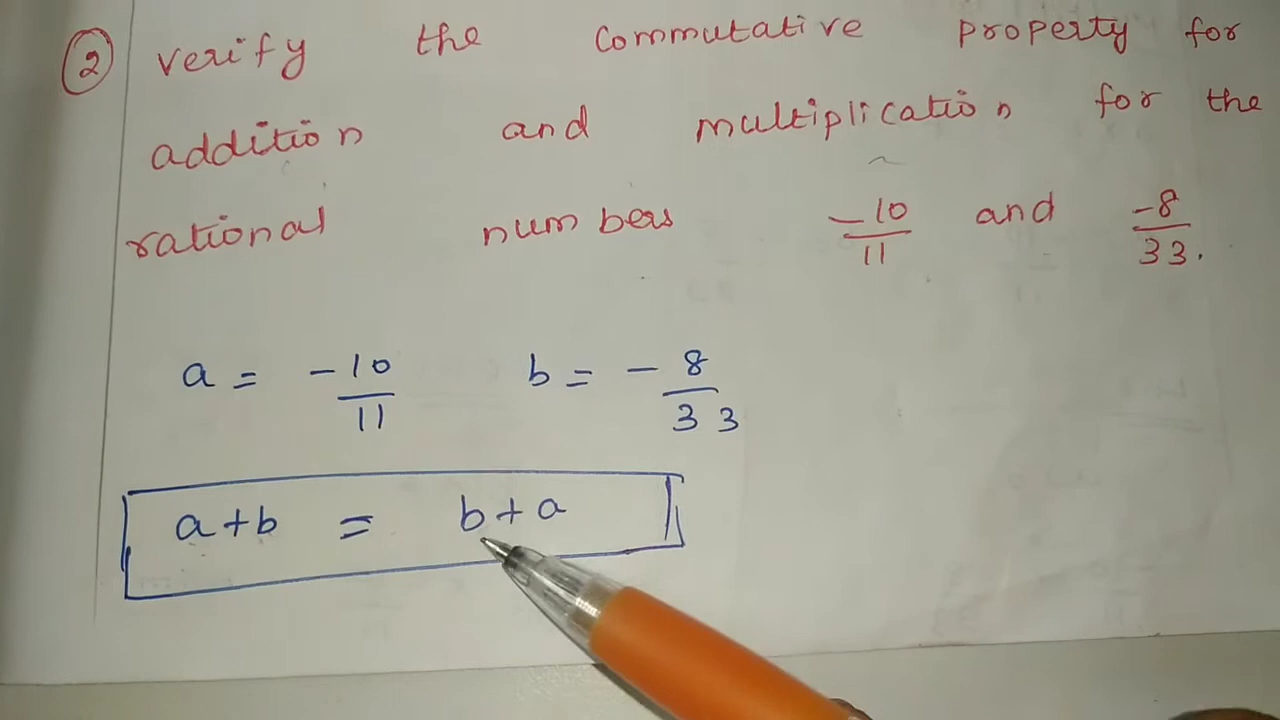 ② verify the commutative property for
addition and multiplication for the
rational numbers -10/11 and -8/33.
a = -10/11 b = -8/33
a+b = b+a